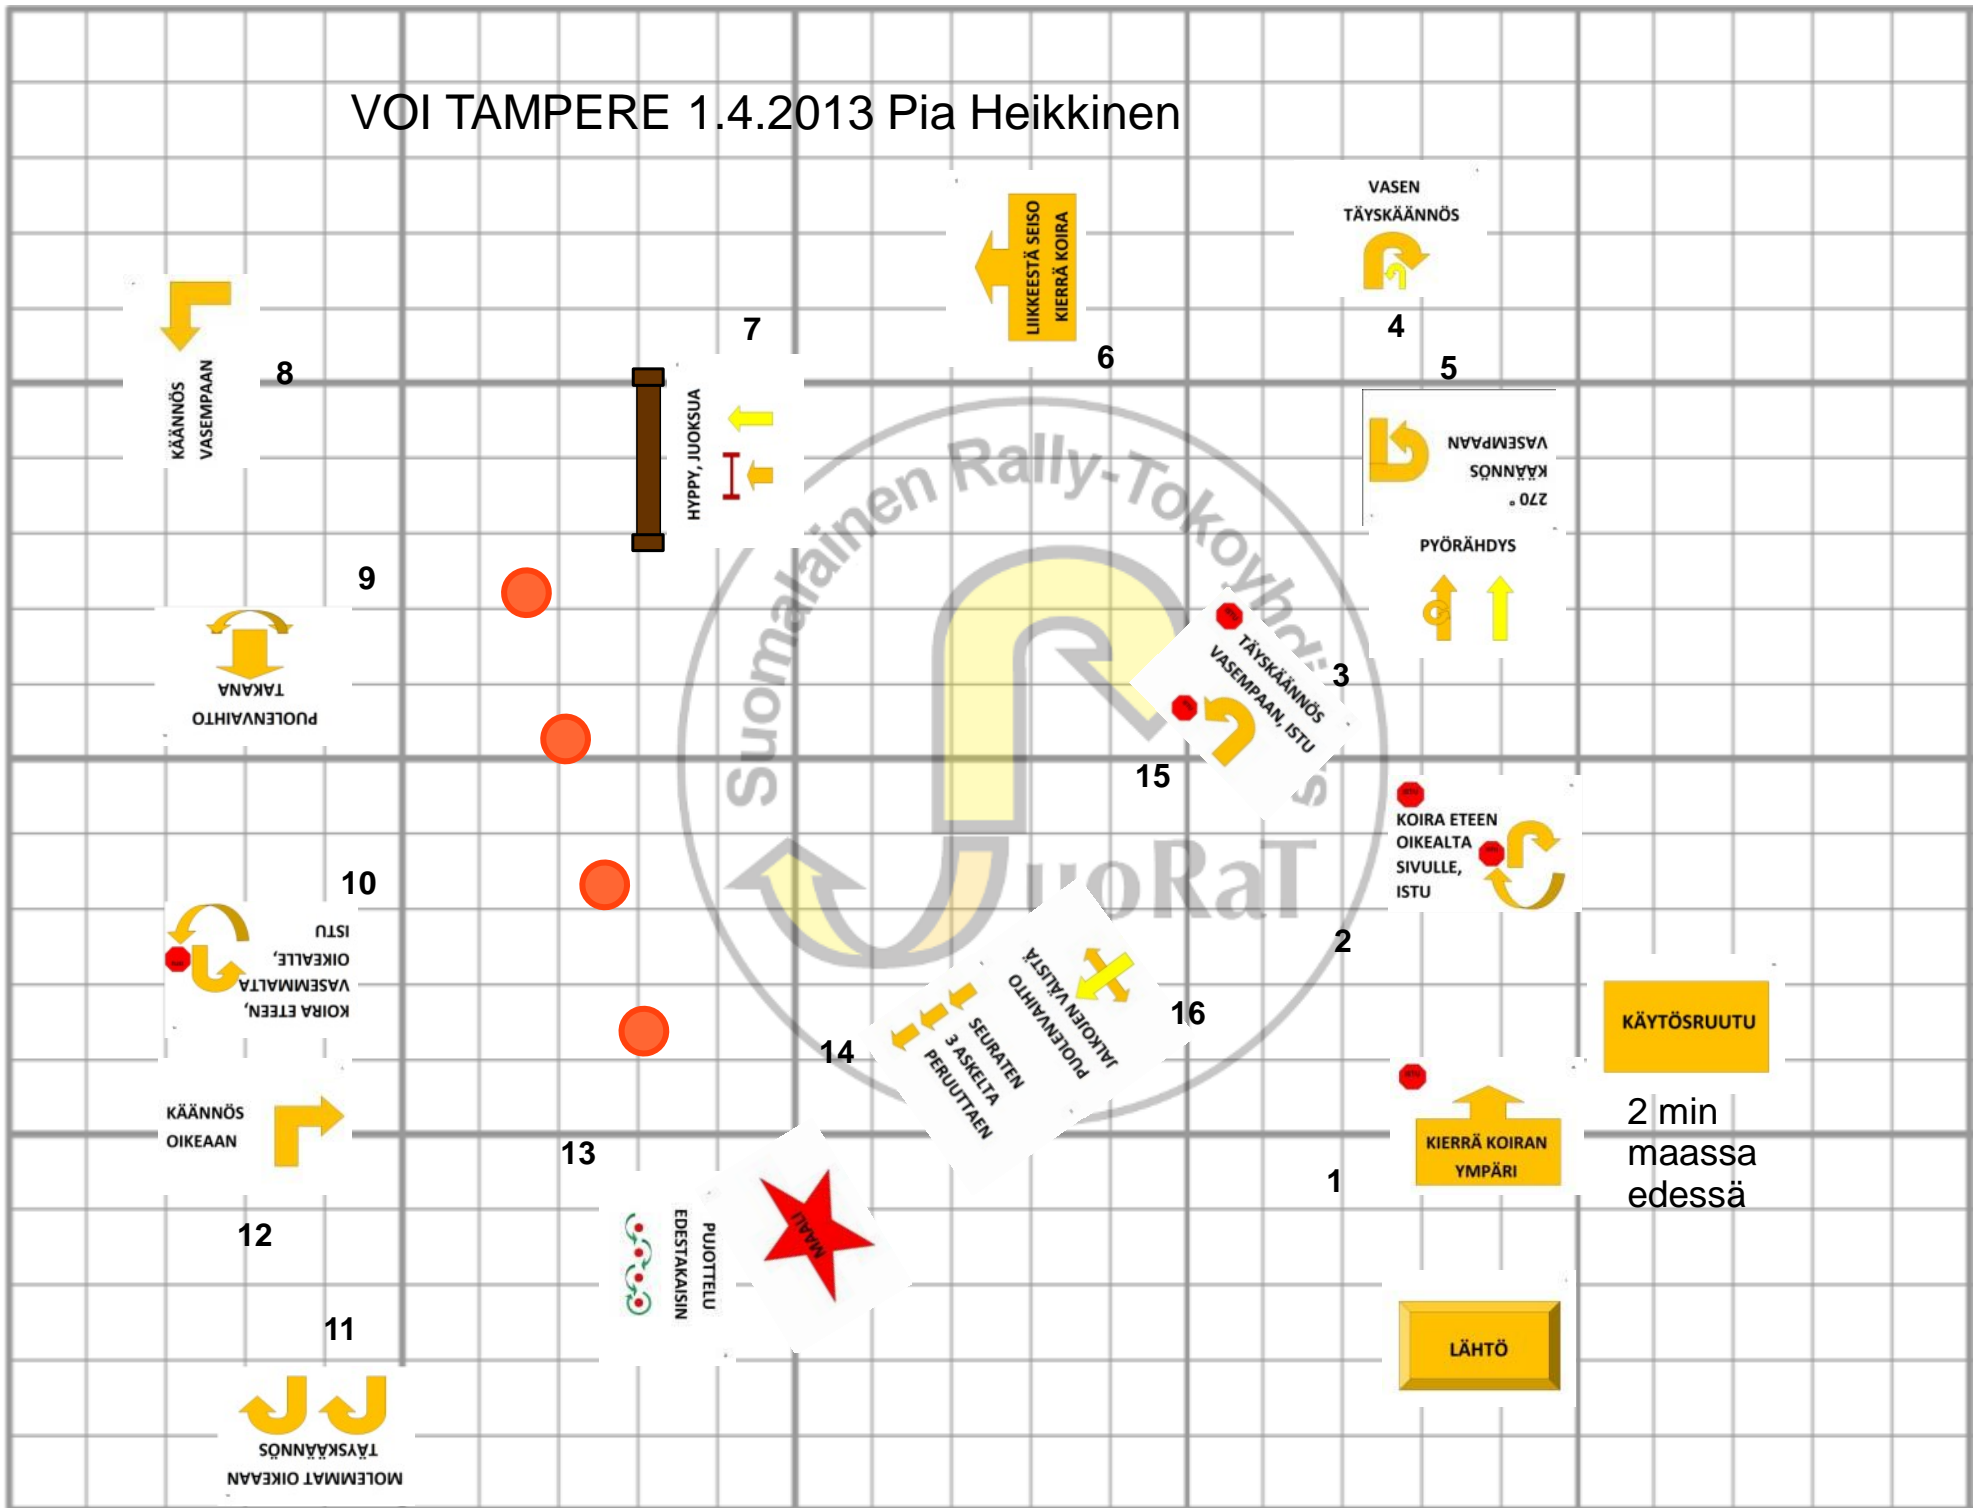 VOI TAMPERE 1.4.2013 Pia Heikkinen
VASEN
TÄYSKÄÄNNÖS
4
LIIKKEESTÄ SEISO
KIERRÄ KOIRA
6
7
HYPPY, JUOKSUA
8
KÄÄNNÖS
VASEMPAAN
5
270°
KÄÄNNÖS
VASEMPAAN
PYÖRÄHDYS
3
Suomalainen Rally-Tokoyhdistys
SuoRaT
9
PUOLENVAIHTO
TAKANA
TÄYSKÄÄNNÖS
VASEMPAAN, ISTU
15
KOIRA ETEEN
OIKEALTA
SIVULLE,
ISTU
2
10
KOIRA ETEEN,
VASEMMALTA
OIKEALLE,
ISTU
PUOLENVAIHTO
JALKOJEN VÄLISTÄ
16
14
SEURATEN
3 ASKELTA
PERUUTTAEN
KÄYTÖSRUUTU
2 min
maassa
edessä
KIERRÄ KOIRAN
YMPÄRI
1
KÄÄNNÖS
OIKEAAN
12
13
PUJOTTELU
EDESTAKAISIN
MAALI
LÄHTÖ
11
MOLEMMAT OIKEAAN
TÄYSKÄÄNNÖS